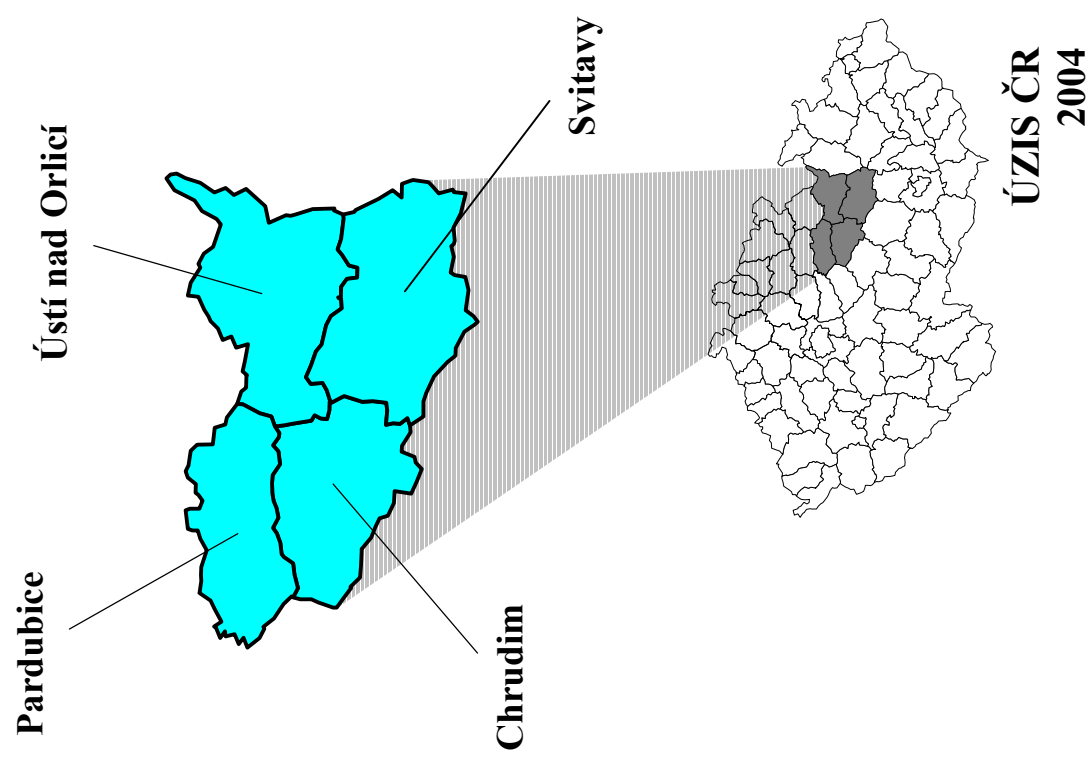 Ústí nad Orlicí
Svitavy
Pardubice
Chrudim
ÚZIS ČR
2004